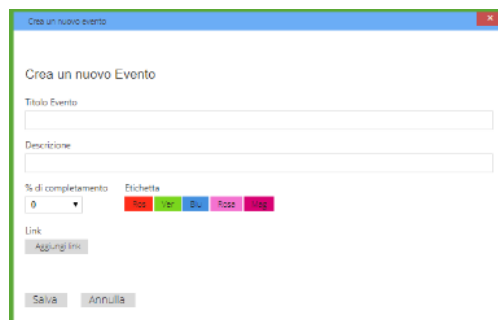 Crea un nuovo evento
Crea un nuovo Evento
Titolo Evento
Descrizione
% di completamento Etichetta
0 Ros Ver Blu Rosa Mag
Link
Aggiungi link
Salva Annulla